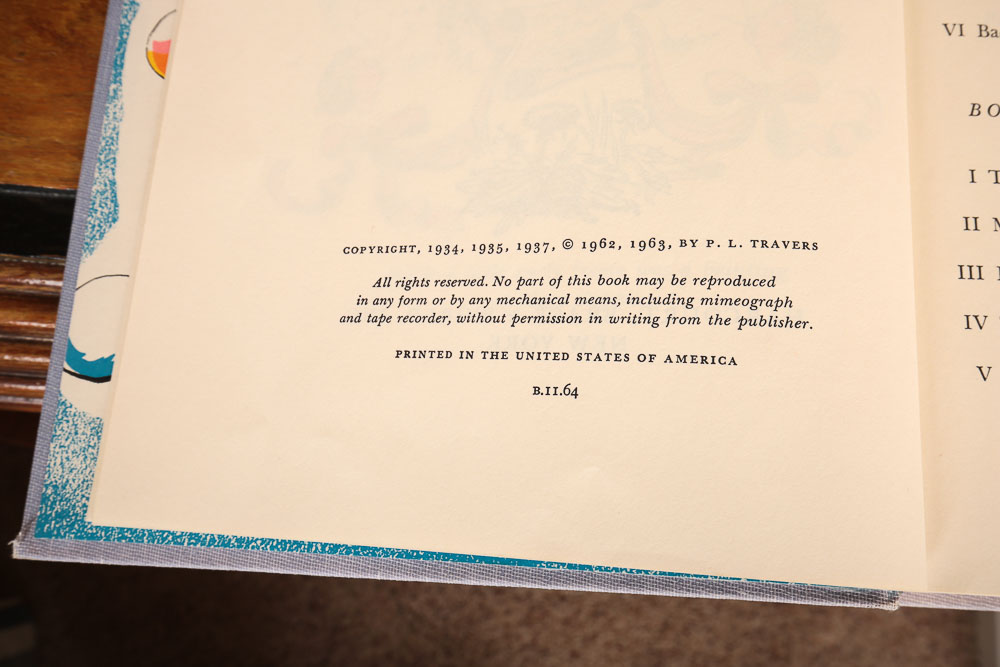 COPYRIGHT, 1934, 1935, 1937, © 1962, 1963, BY P. L. TRAVERS
All rights reserved. No part of this book may be reproduced
in any form or by any mechanical means, including mimeograph
and tape recorder, without permission in writing from the publisher.
PRINTED IN THE UNITED STATES OF AMERICA
B.11.64
VI Ba
BO
I T
II M
III
IV
V